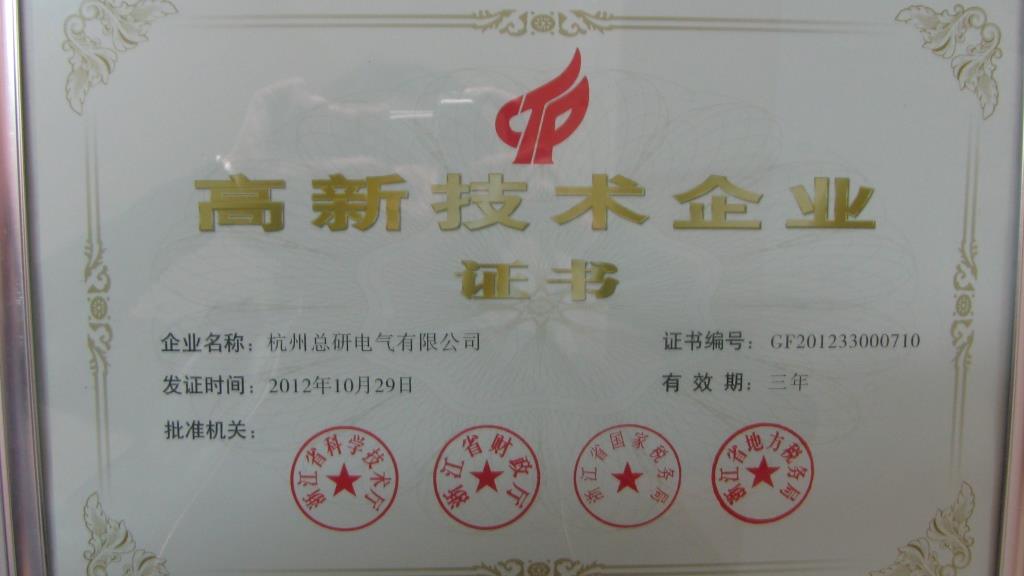 高新技术企业
证书
企业名称：杭州总研电气有限公司
证书编号：GF201233000710
发证时间：2012年10月29日
有效期：三年
批准机关：
浙江省科学技术厅
浙江省财政厅
浙江省国家税务局
浙江省地方税务局